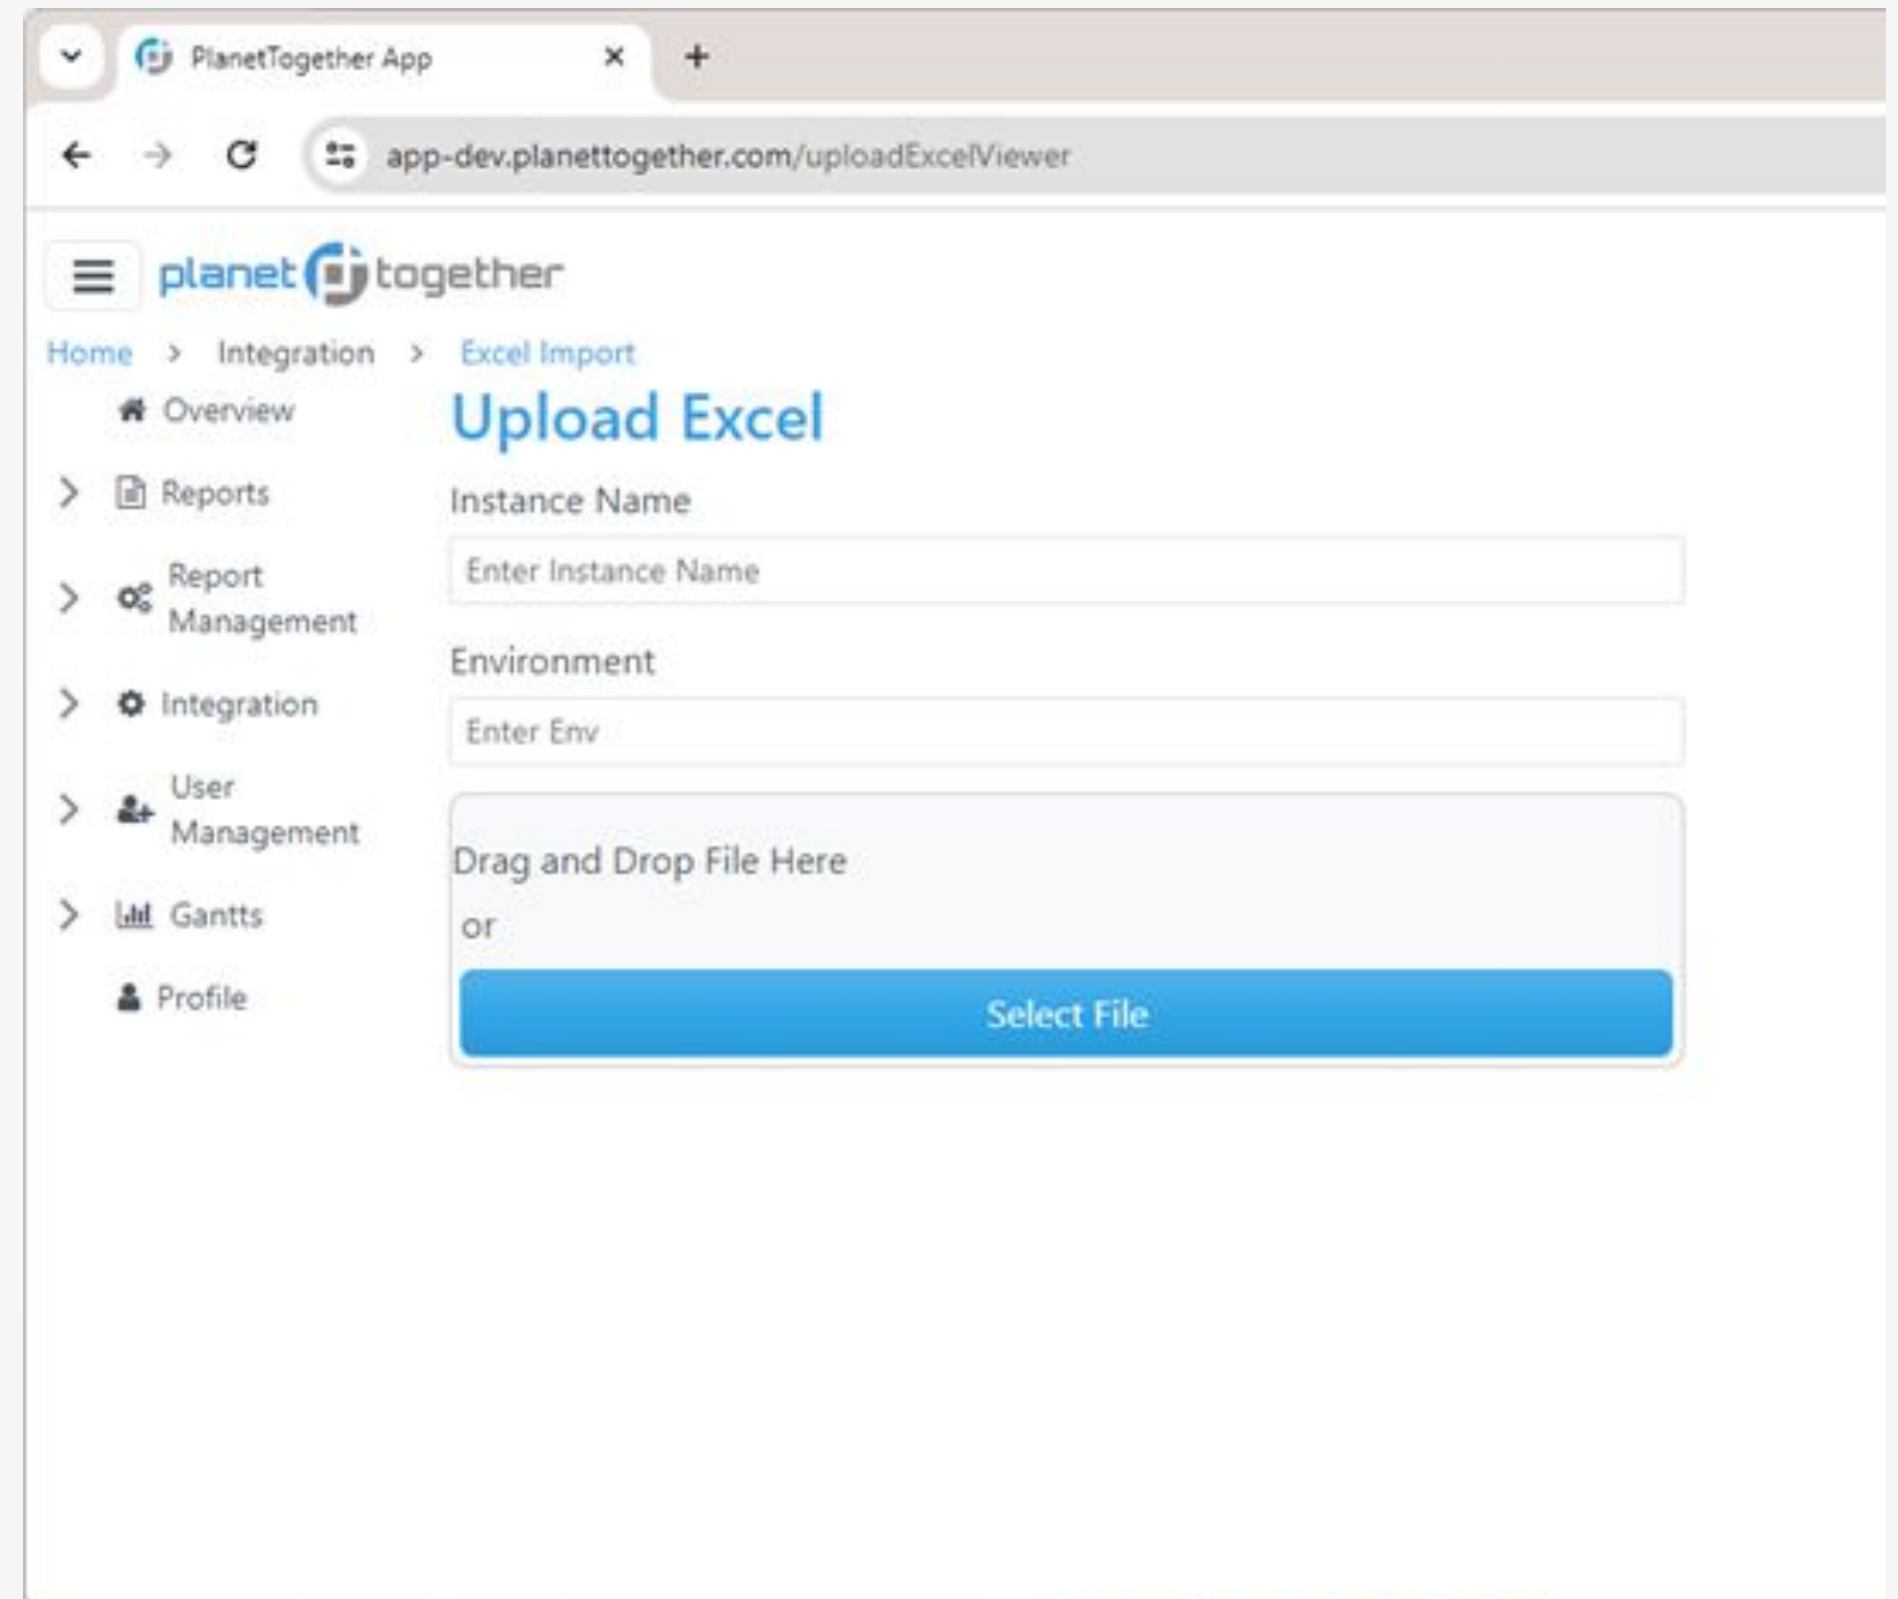 PlanetTogether App
app-dev.planettogether.com/uploadExcelViewer
planet together
Home > Integration > Excel Import
Overview
Reports
Report
Management
Integration
User
Management
Gantts
Profile
Upload Excel
Instance Name
Enter Instance Name
Environment
Enter Env
Drag and Drop File Here
or
Select File